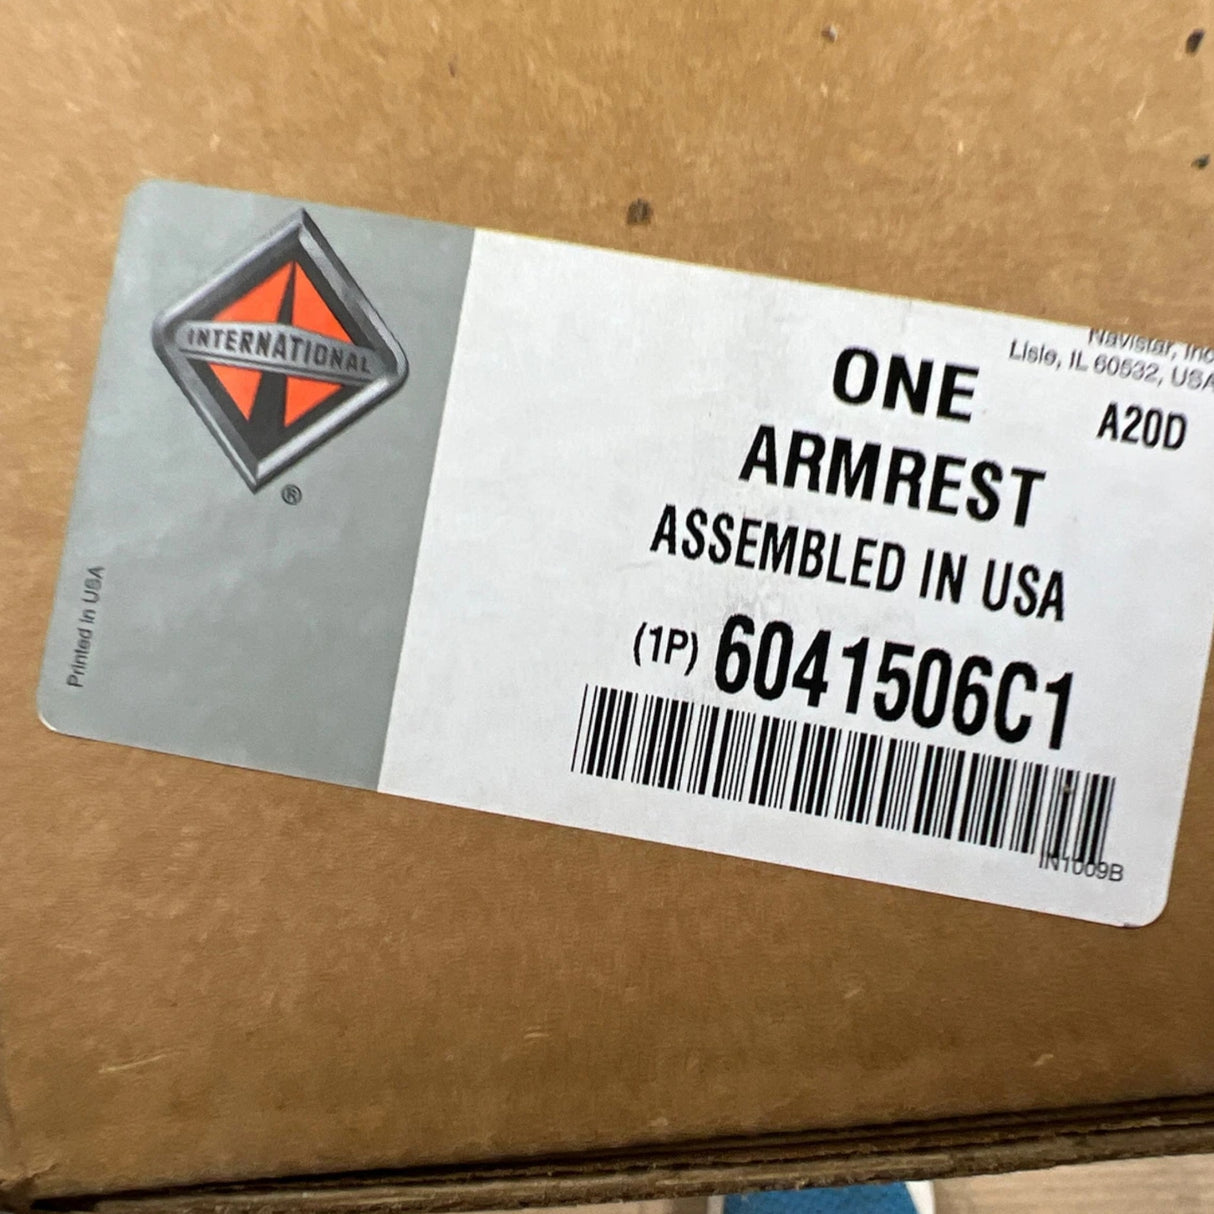 INTERNATIONAL
®
Printed in USA
Navistar, Inc
Lisle, IL 60532, USA
A20D
ONE
ARMREST
ASSEMBLED IN USA
(1P) 6041506C1
IN1009B